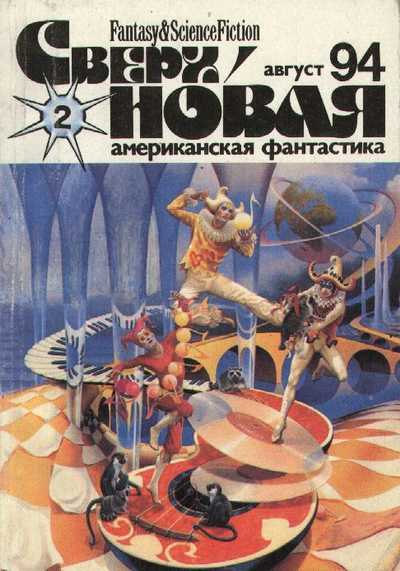 Fantasy&ScienceFiction
Сверх/
август 94
2
НОВАЯ
американская фантастика